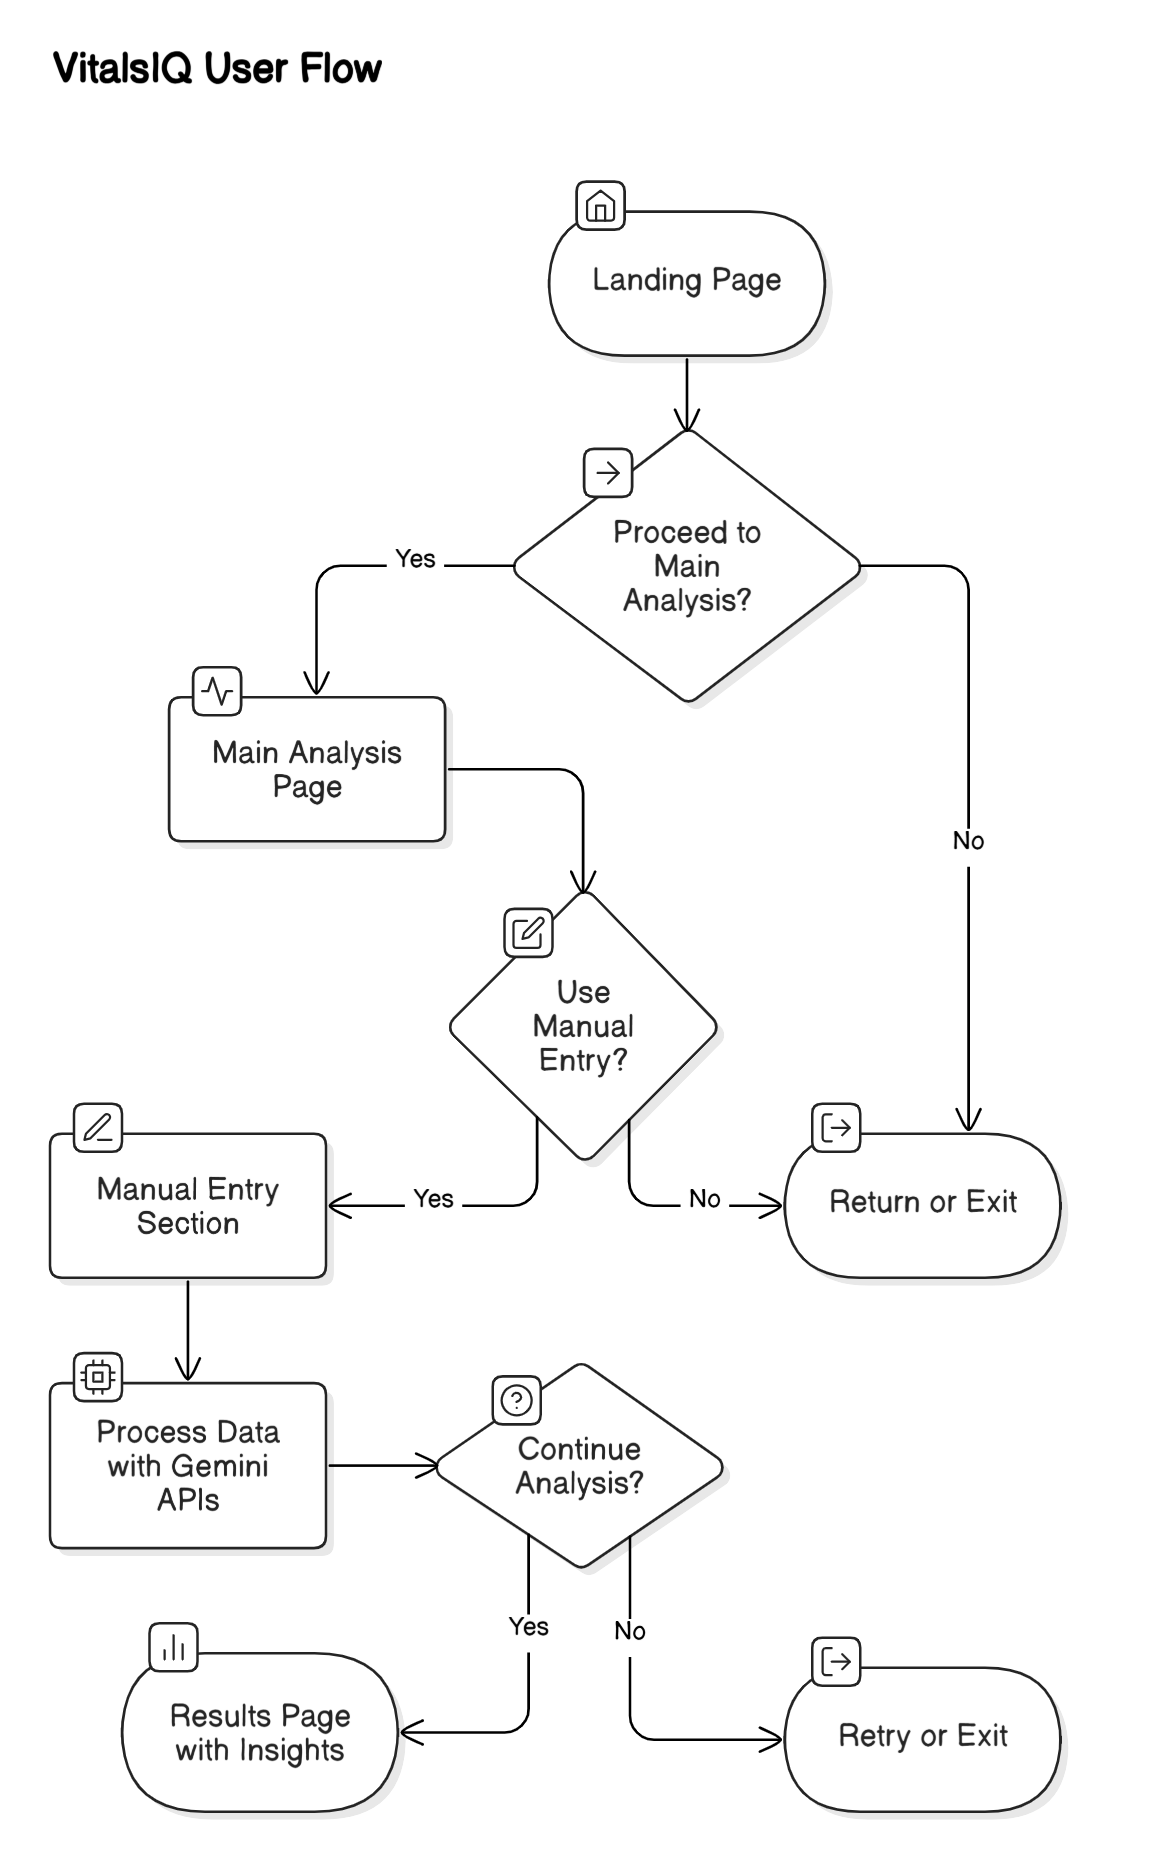 VitalsIQ User Flow
Landing Page
Proceed to
Main
Analysis?
Yes
Main Analysis
Page
No
Use
Manual
Entry?
Manual Entry
Section
Yes
No
Return or Exit
Process Data
with Gemini
APIs
Continue
Analysis?
Yes
No
Results Page
with Insights
Retry or Exit